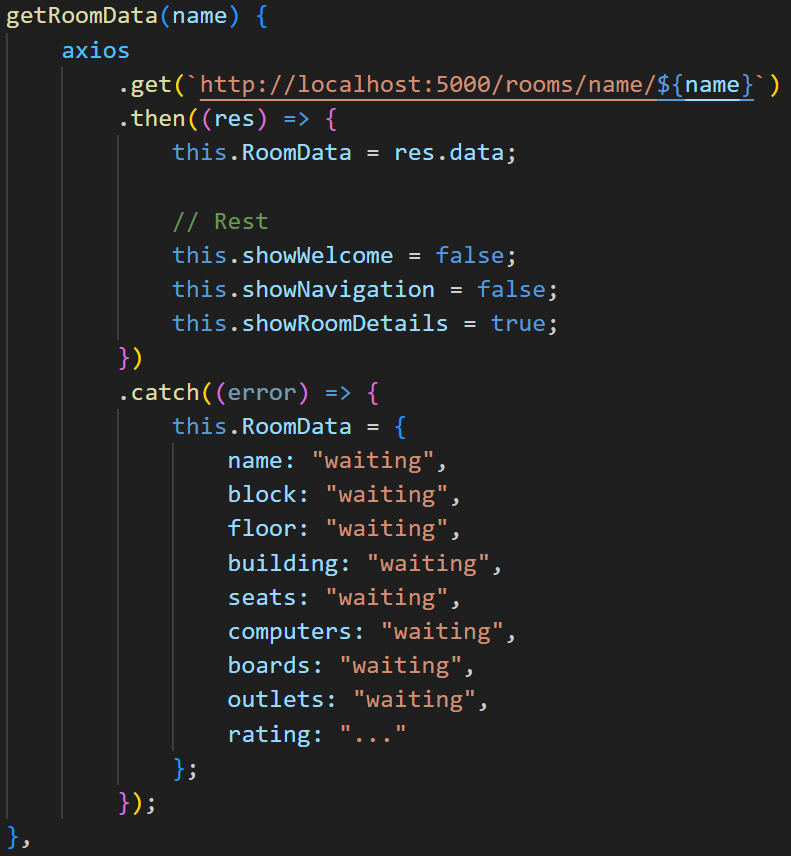 getRoomData(name) {
    axios
        .get(`http://localhost:5000/rooms/name/${name}`)
        .then((res) => {
            this.RoomData = res.data;

            // Rest
            this.showWelcome = false;
            this.showNavigation = false;
            this.showRoomDetails = true;
        })
        .catch((error) => {
            this.RoomData = {
                name: "waiting",
                block: "waiting",
                floor: "waiting",
                building: "waiting",
                seats: "waiting",
                computers: "waiting",
                boards: "waiting",
                outlets: "waiting",
                rating: "..."
            };
        });
},